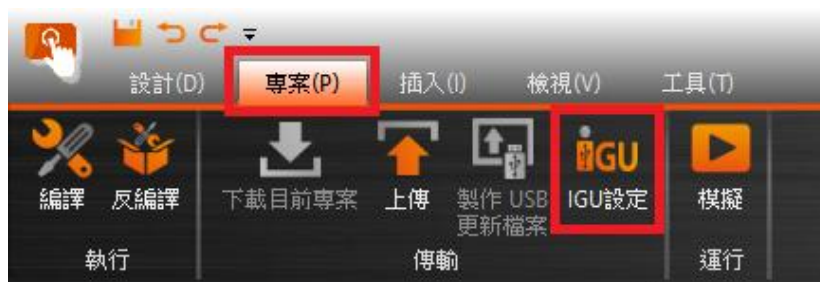 設計(D) 專案(P) 插入(I) 檢視(V) 工具(T)
iGU
編譯 反編譯 下載目前專案 上傳 製作 USB IGU設定 模擬
更新檔案
執行 傳輸 運行